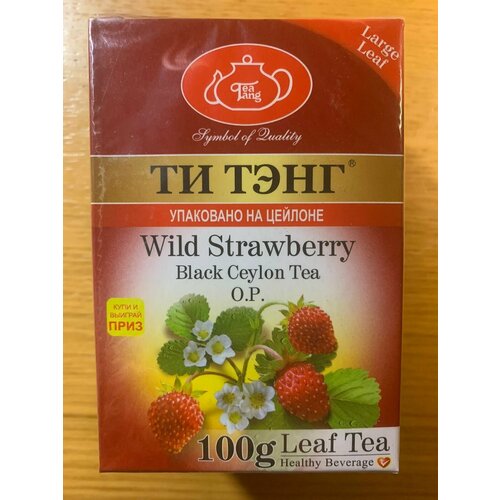 Large
Leaf
Tea
Tang
Symbol of Quality
ТИ ТЭНГ®
УПАКОВАНО НА ЦЕЙЛОНЕ
Wild Strawberry
Black Ceylon Tea
O.P.
КУПИ И
ВЫИГРАЙ
ПРИЗ
100g Leaf Tea
Healthy Beverage